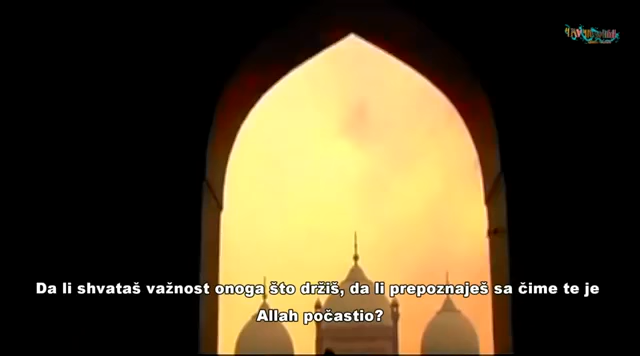 Da li shvataš važnost onoga što držiš, da li prepoznaješ sa čime te je
Allah počastio?